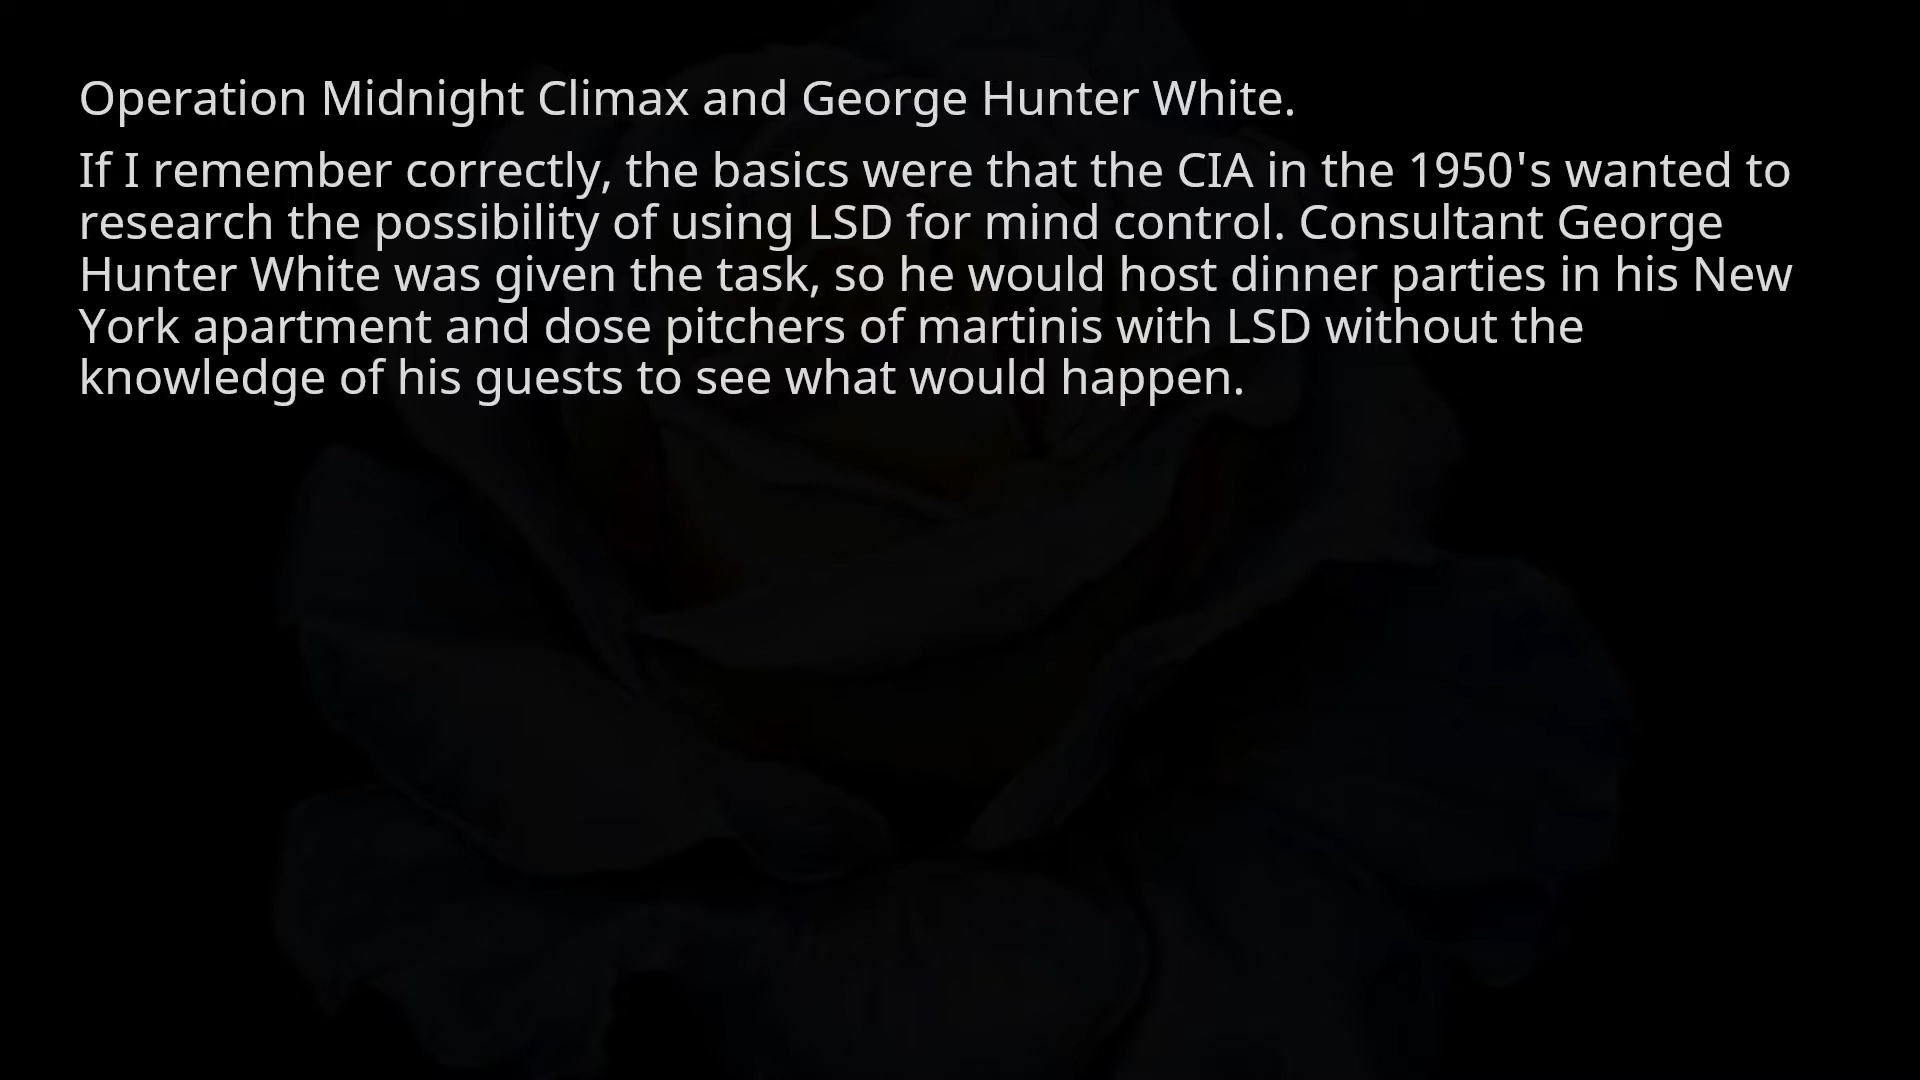 Operation Midnight Climax and George Hunter White.
If I remember correctly, the basics were that the CIA in the 1950's wanted to
research the possibility of using LSD for mind control. Consultant George
Hunter White was given the task, so he would host dinner parties in his New
York apartment and dose pitchers of martinis with LSD without the
knowledge of his guests to see what would happen.